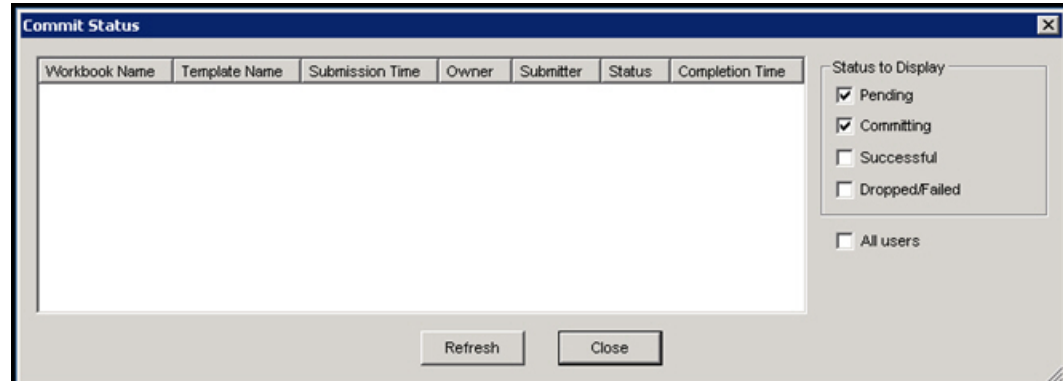 Commit Status
Workbook Name Template Name Submission Time Owner Submitter Status Completion Time
Status to Display
Pending
Committing
Successful
Dropped/Failed
All users
Refresh Close